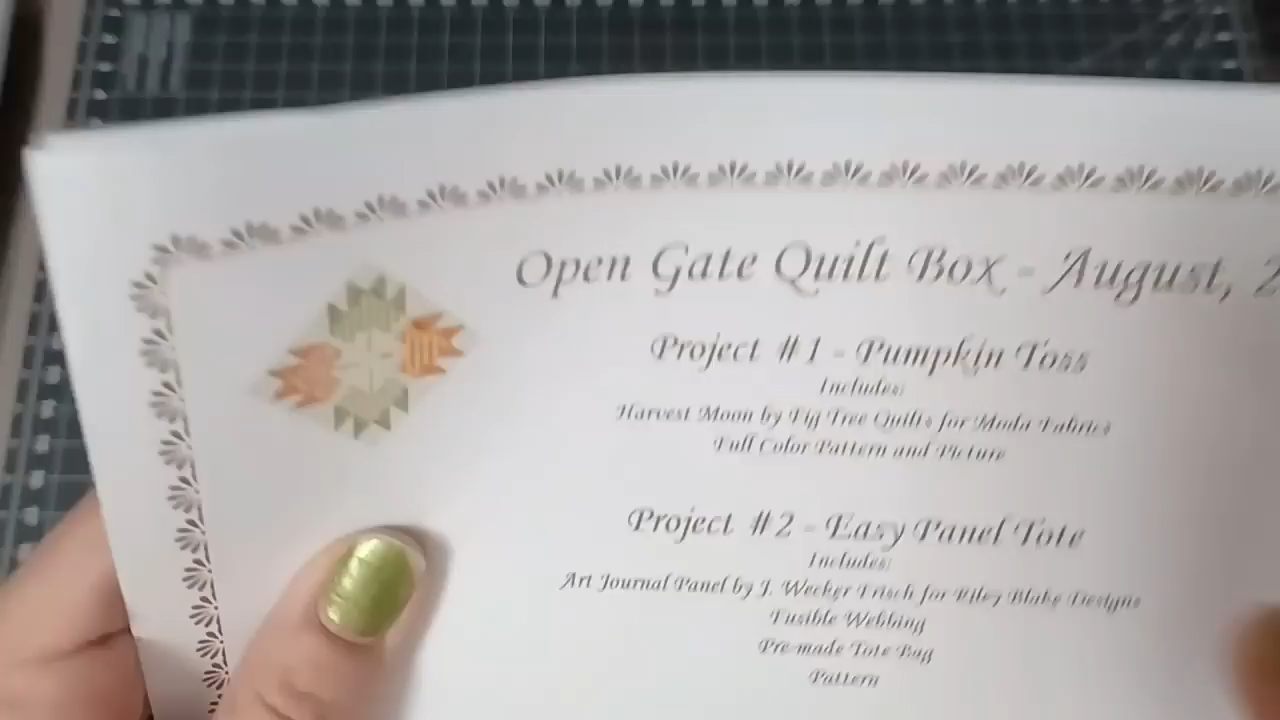 Open Gate Quilt Box - August, 2
Project #1 - Pumpkin Toss
Includes:
Harvest Moon by Fig Tree Quilts for Moda Fabrics
Full Color Pattern and Picture
Project #2 - Easy Panel Tote
Includes:
Art Journal Panel by J. Wecker Frisch for Riley Blake Designs
Fusible Webbing
Pre-made Tote Bag
Pattern